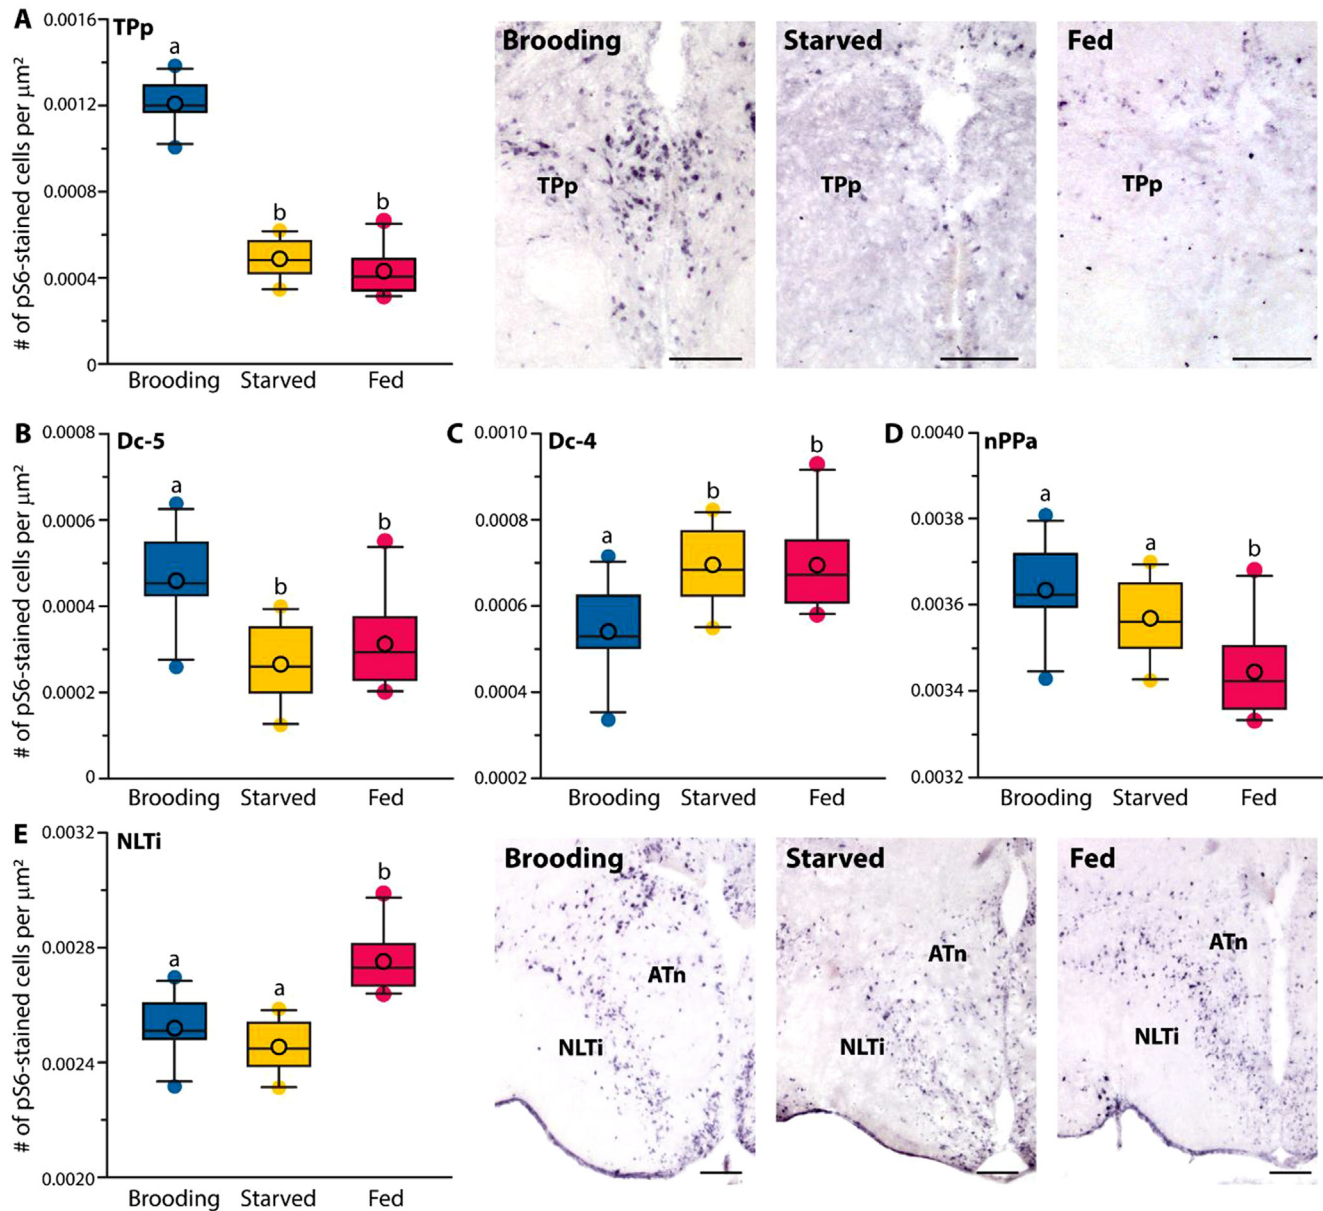 A
TPp
# of pS6-stained cells per µm²
0.0016
0.0012
0.0008
0.0004
0
a
b
b
Brooding
Starved
Fed
Brooding
TPp
Starved
TPp
Fed
TPp
B
Dc-5
# of pS6-stained cells per µm²
0.0008
0.0006
0.0004
0.0002
0
a
b
b
Brooding
Starved
Fed
C
Dc-4
0.0010
0.0008
0.0006
0.0004
0.0002
a
b
b
Brooding
Starved
Fed
D
nPPa
0.0040
0.0038
0.0036
0.0034
0.0032
a
a
b
Brooding
Starved
Fed
E
NLTi
# of pS6-stained cells per µm²
0.0032
0.0028
0.0024
0.0020
a
a
b
Brooding
Starved
Fed
Brooding
ATn
NLTi
Starved
ATn
NLTi
Fed
ATn
NLTi